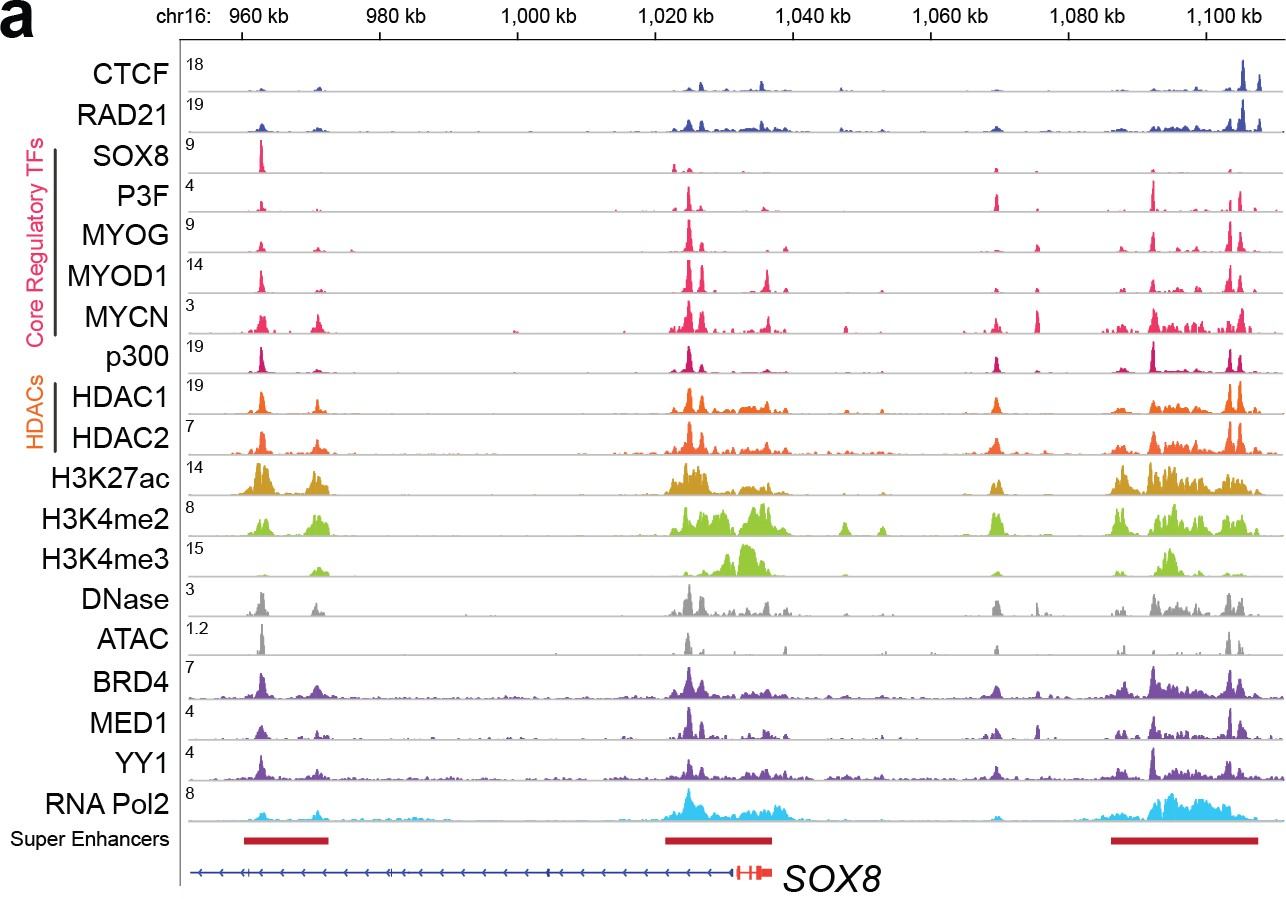 a
chr16: 960 kb 980 kb 1,000 kb 1,020 kb 1,040 kb 1,060 kb 1,080 kb 1,100 kb
CTCF 18
RAD21 19
Core Regulatory TFs
SOX8 9
P3F 4
MYOG 9
MYOD1 14
MYCN 3
p300 19
HDACs
HDAC1 19
HDAC2 7
H3K27ac 14
H3K4me2 8
H3K4me3 15
DNase 3
ATAC 1.2
BRD4 7
MED1 4
YY1 4
RNA Pol2 8
Super Enhancers
SOX8